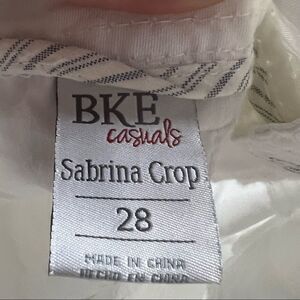 BKE
casuals
Sabrina Crop
28
MADE IN CHINA
HECHO EN CHINA